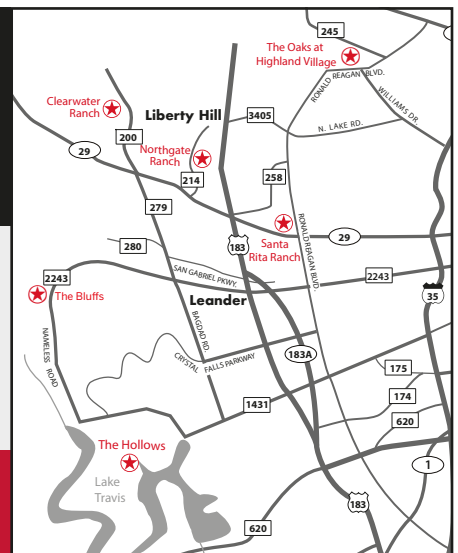 245
The Oaks at
Highland Village
RONALD REAGAN BLVD.
WILLIAMS DR.
Clearwater
Ranch
Liberty Hill
3405
N. LAKE RD.
200
29
Northgate
Ranch
214
258
279
RONALD REAGAN BLVD.
183
Santa
Rita Ranch
29
280
SAN GABRIEL PKWY.
2243
2243
The Bluffs
Leander
35
NAMELESS ROAD
BAGDAD RD.
CRYSTAL FALLS PARKWAY
183A
175
174
1431
620
The Hollows
Lake
Travis
1
183
620